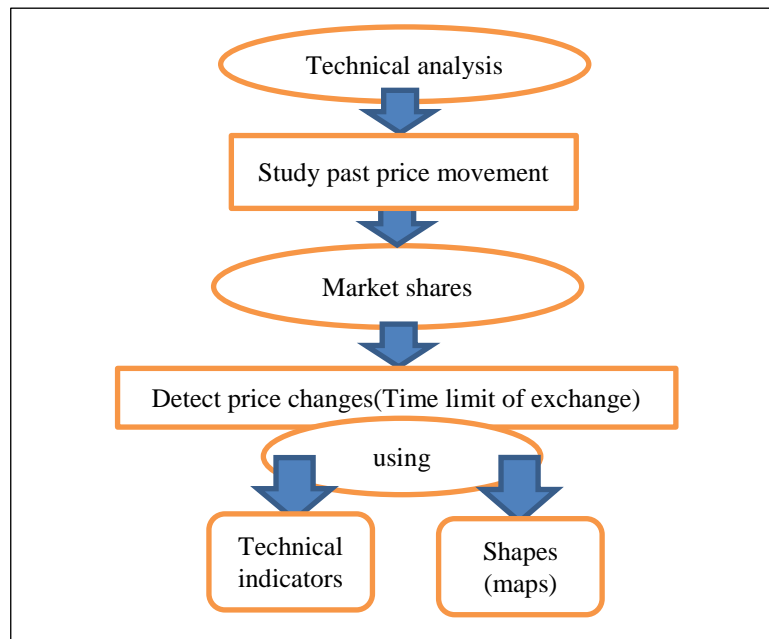 Technical analysis
Study past price movement
Market shares
Detect price changes(Time limit of exchange)
using
Technical
indicators
Shapes
(maps)